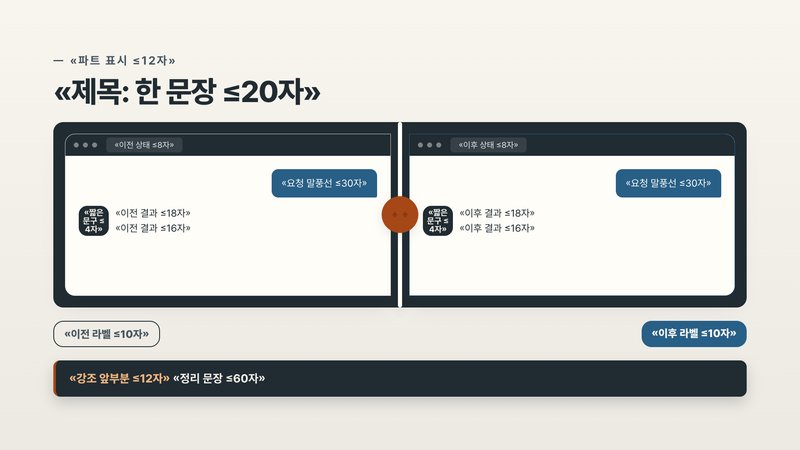 — «파트 표시 ≤12자»
«제목: 한 문장 ≤20자»
«이전 상태 ≤8자»
«요청 말풍선 ≤30자»
«짧은
문구 ≤
4자»
«이전 결과 ≤18자»
«이전 결과 ≤16자»
«이후 상태 ≤8자»
«요청 말풍선 ≤30자»
«짧은
문구 ≤
4자»
«이후 결과 ≤18자»
«이후 결과 ≤16자»
«이전 라벨 ≤10자»
«이후 라벨 ≤10자»
«강조 앞부분 ≤12자» «정리 문장 ≤60자»